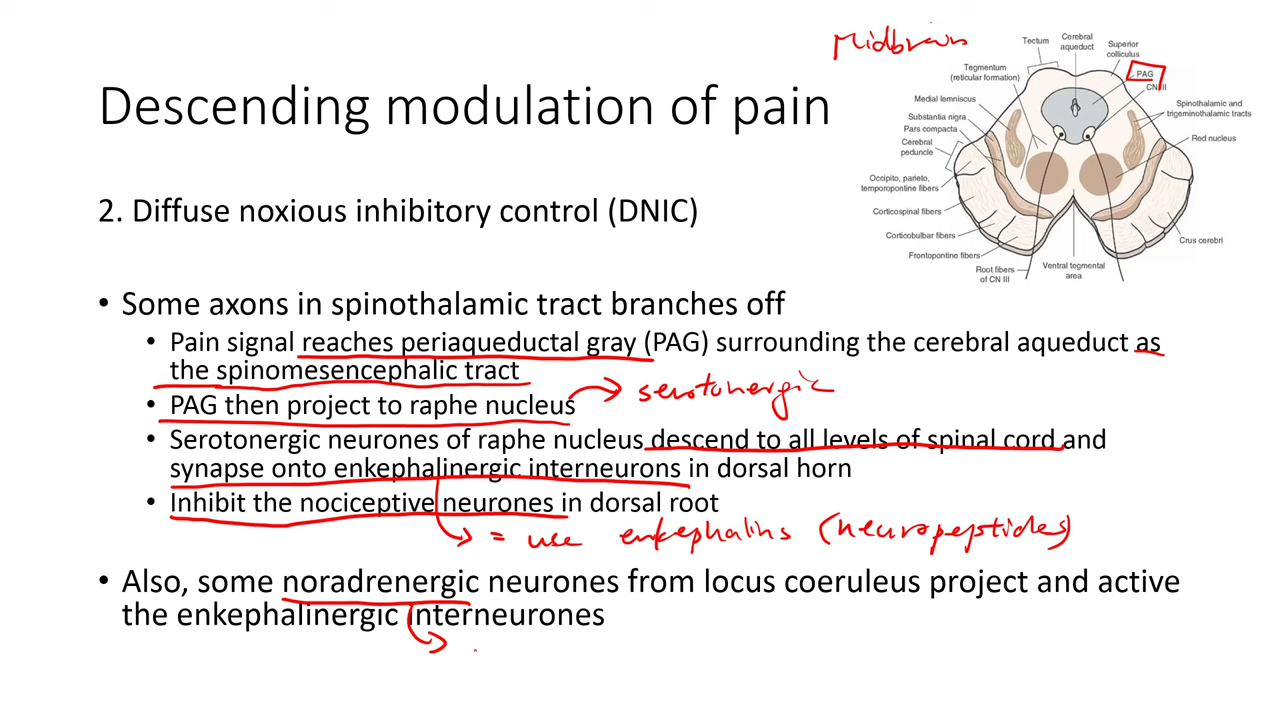 Midbrain
Descending modulation of pain
2. Diffuse noxious inhibitory control (DNIC)
• Some axons in spinothalamic tract branches off
• Pain signal reaches periaqueductal gray (PAG) surrounding the cerebral aqueduct as
the spinomesencephalic tract
• PAG then project to raphe nucleus
serotonergic
• Serotonergic neurones of raphe nucleus descend to all levels of spinal cord and
synapse onto enkephalinergic interneurons in dorsal horn
• Inhibit the nociceptive neurones in dorsal root
= use enkephalins (neuropeptides)
• Also, some noradrenergic neurones from locus coeruleus project and active
the enkephalinergic interneurones
Tectum
Cerebral
aqueduct
Superior
colliculus
Tegmentum
(reticular formation)
PAG
CN III
Medial lemniscus
Spinothalamic and
trigeminothalamic tracts
Substantia nigra
Pars compacta
Red nucleus
Cerebral
peduncle
Occipito, parieto,
temporopontine fibers
Corticospinal fibers
Corticobulbar fibers
Crus cerebri
Frontopontine fibers
Root fibers
of CN III
Ventral tegmental
area